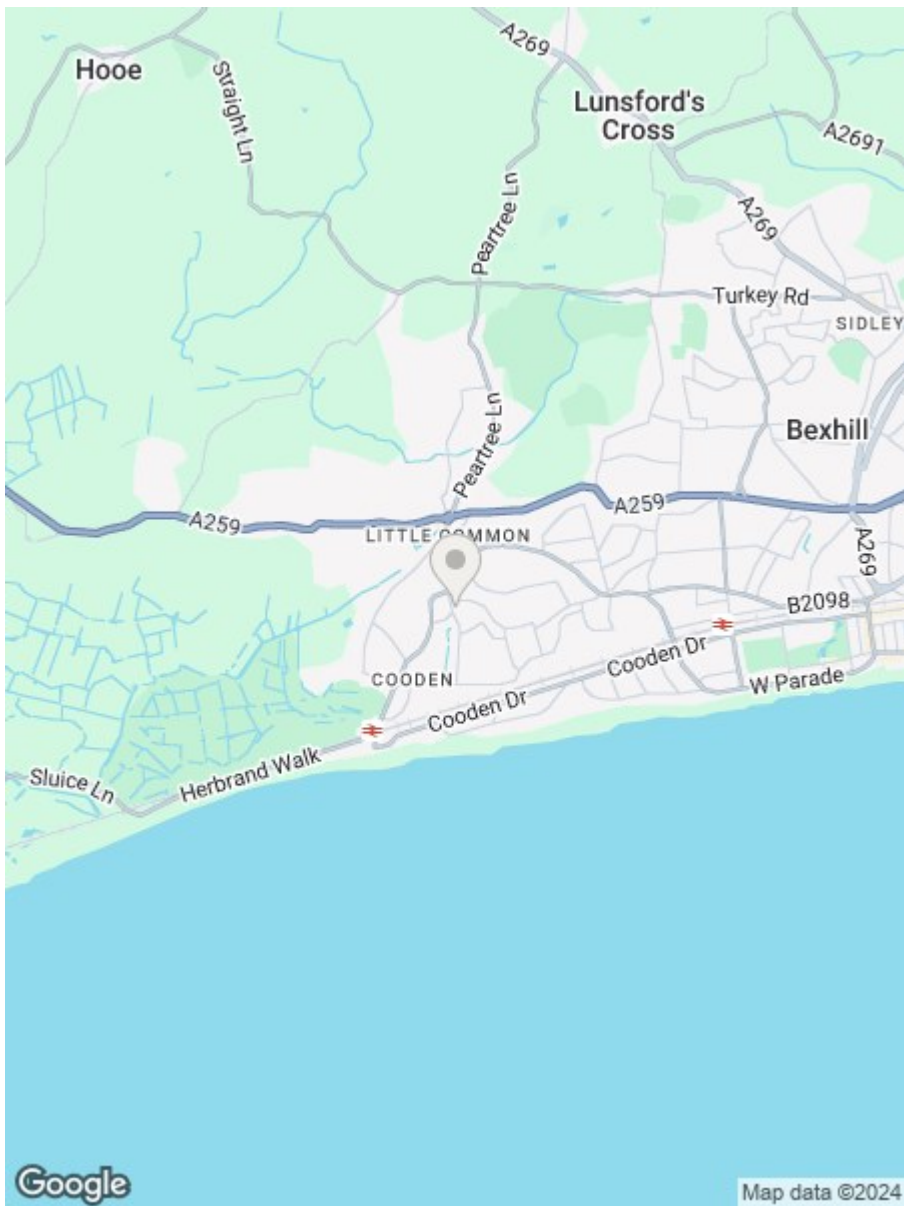 Hooe
Straight Ln
A269
Lunsford's
Cross
A2691
Peartree Ln
A269
Turkey Rd
SIDLEY
Bexhill
Peartree Ln
A259
A259
LITTLE COMMON
A269
B2098
COODEN
Cooden Dr
W Parade
Cooden Dr
Herbrand Walk
Sluice Ln
Google
Map data ©2024